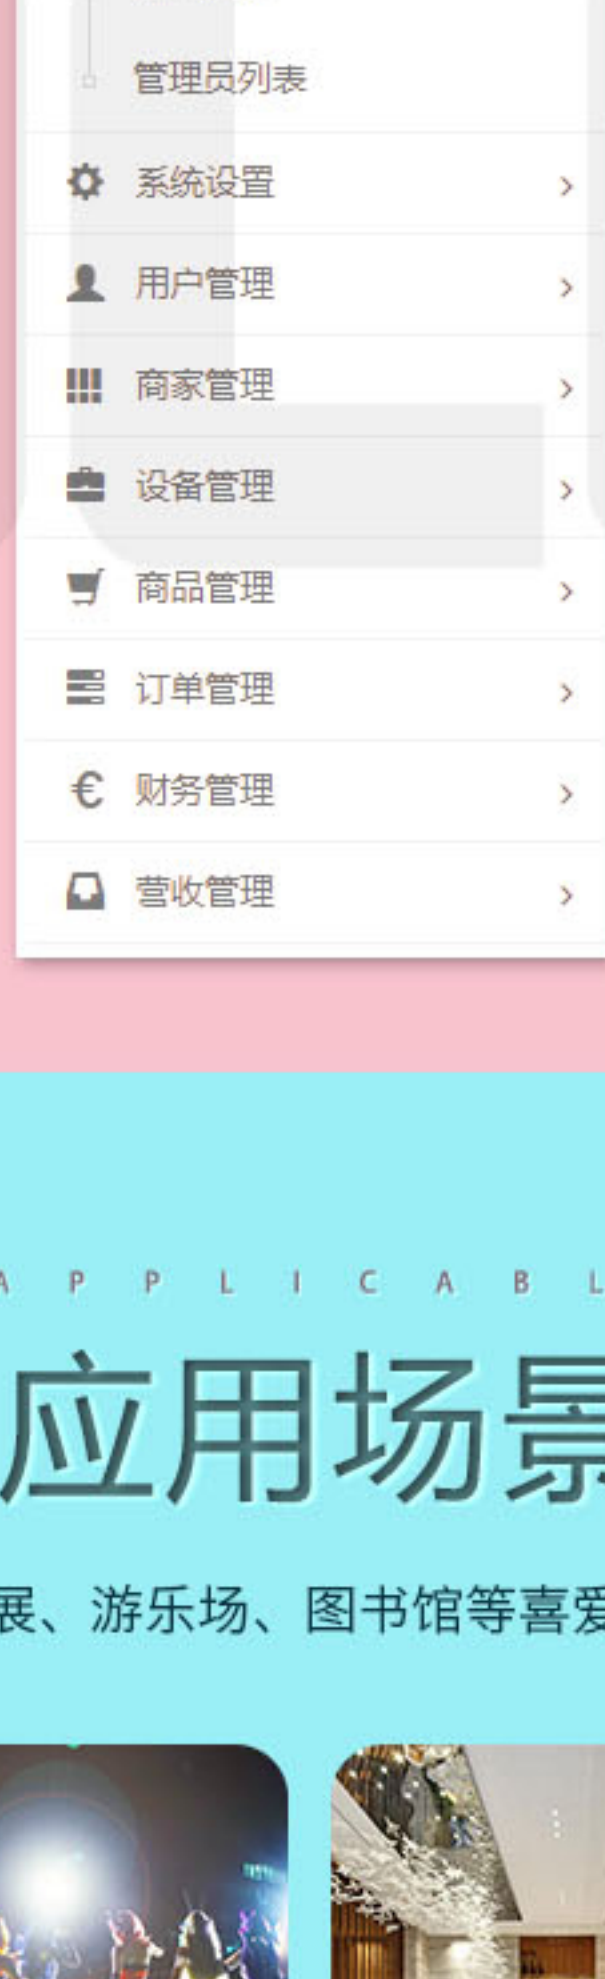 管理员列表
系统设置
用户管理
商家管理
设备管理
商品管理
订单管理
财务管理
营收管理
APPLICABL
应用场景
展、游乐场、图书馆等喜爱